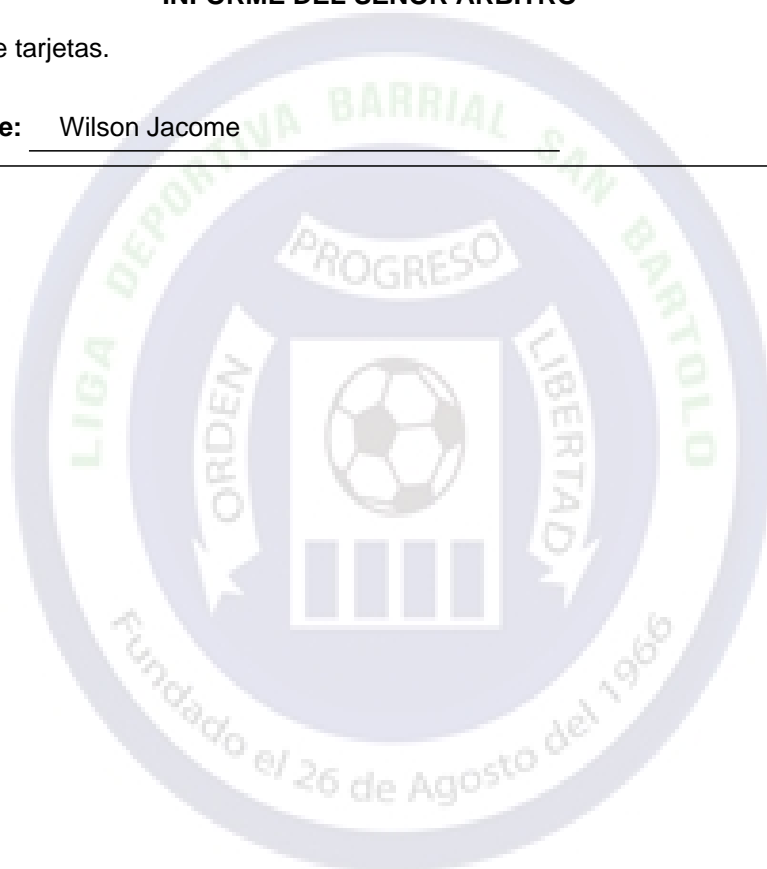 INFORME DEL SEÑOR ARBITRO
e tarjetas.
e: Wilson Jacome
LIGA DEPORTIVA BARRIAL SAN BARTOLO
PROGRESO
ORDEN
LIBERTAD
Fundado el 26 de Agosto del 1966